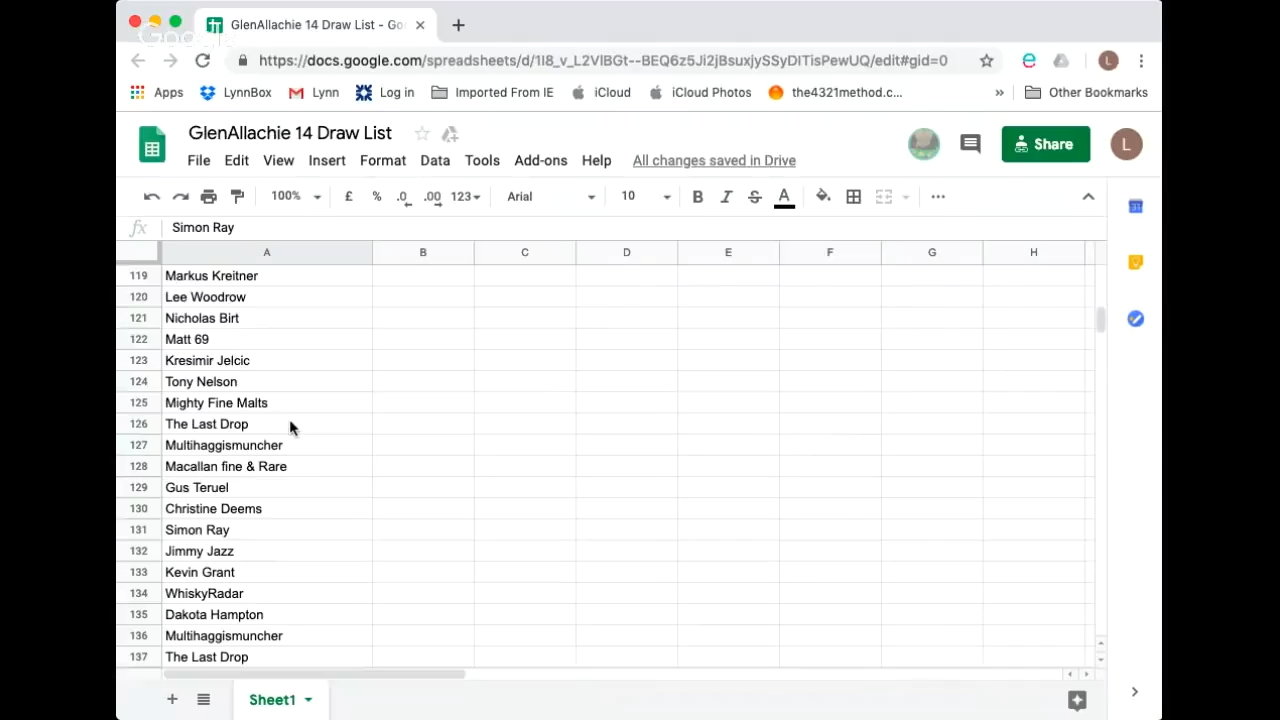 GlenAllachie 14 Draw List - Go
https://docs.google.com/spreadsheets/d/1I8_v_L2VIBGt--BEQ6z5Ji2jBsuxjySSyDITisPewUQ/edit#gid=0
Apps LynnBox Lynn Log in Imported From IE iCloud iCloud Photos the4321method.c... » Other Bookmarks
GlenAllachie 14 Draw List
File Edit View Insert Format Data Tools Add-ons Help All changes saved in Drive
Share L
100% £ % .0 .00 123 Arial 10 B I S A
fx Simon Ray
A B C D E F G H
119 Markus Kreitner
120 Lee Woodrow
121 Nicholas Birt
122 Matt 69
123 Kresimir Jelcic
124 Tony Nelson
125 Mighty Fine Malts
126 The Last Drop
127 Multihaggismuncher
128 Macallan fine & Rare
129 Gus Teruel
130 Christine Deems
131 Simon Ray
132 Jimmy Jazz
133 Kevin Grant
134 WhiskyRadar
135 Dakota Hampton
136 Multihaggismuncher
137 The Last Drop
Sheet1